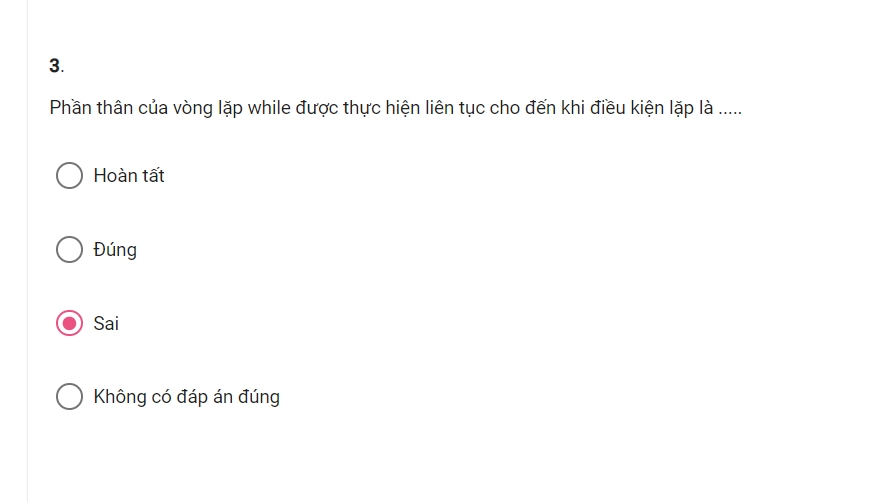 3.
Phần thân của vòng lặp while được thực hiện liên tục cho đến khi điều kiện lặp là .....
Hoàn tất
Đúng
Sai
Không có đáp án đúng